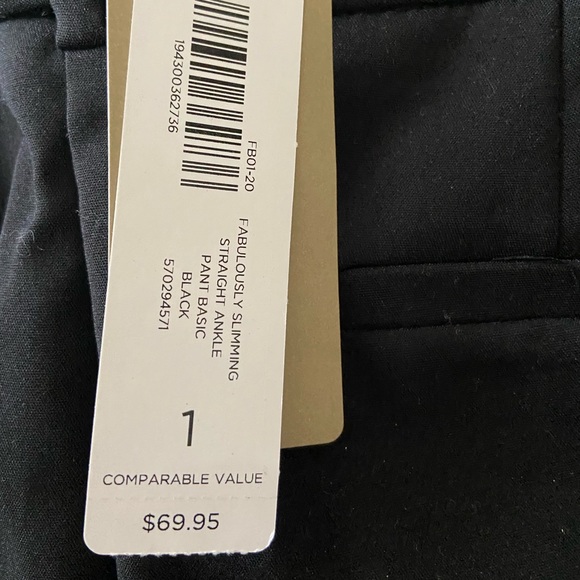 194300362736
FB01-20
FABULOUSLY SLIMMING
STRAIGHT ANKLE
PANT BASIC
BLACK
570294571
1
COMPARABLE VALUE
$69.95